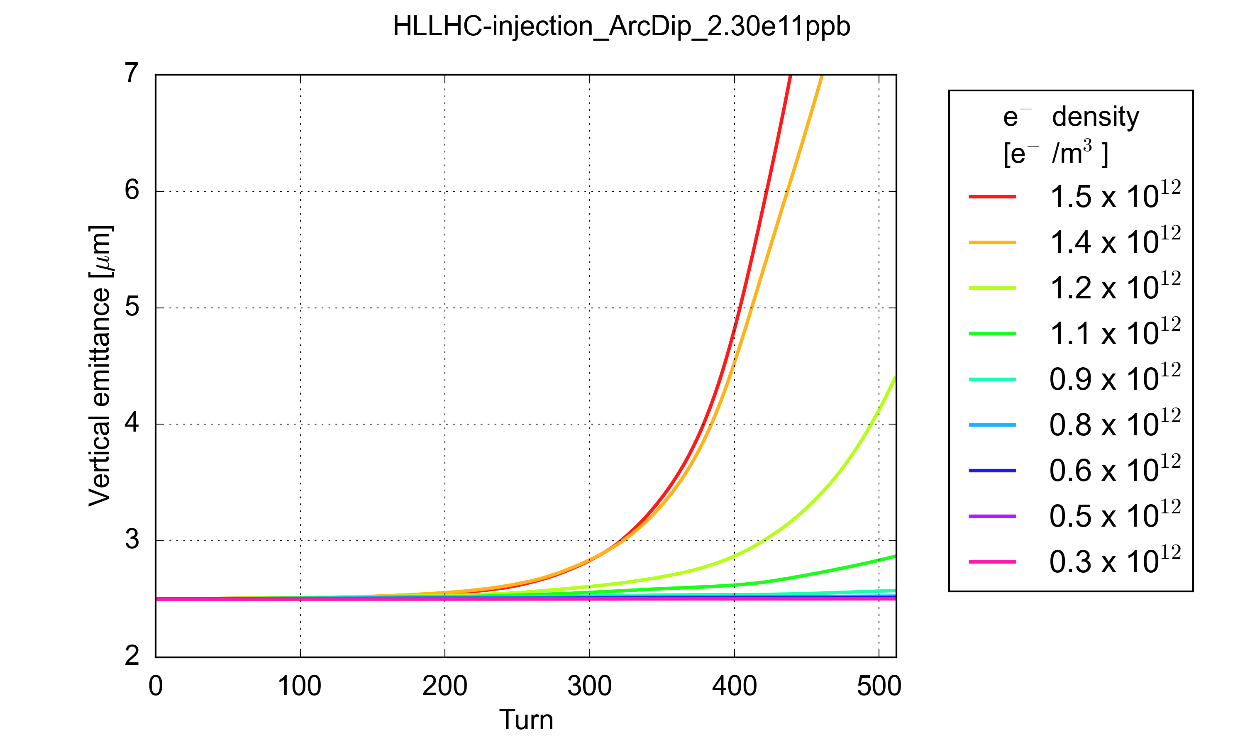 HLLHC-injection_ArcDip_2.30e11ppb
7
6
5
4
3
2
Vertical emittance [μm]
0 100 200 300 400 500
Turn
e⁻ density
[e⁻ /m³ ]
1.5 x 10¹²
1.4 x 10¹²
1.2 x 10¹²
1.1 x 10¹²
0.9 x 10¹²
0.8 x 10¹²
0.6 x 10¹²
0.5 x 10¹²
0.3 x 10¹²